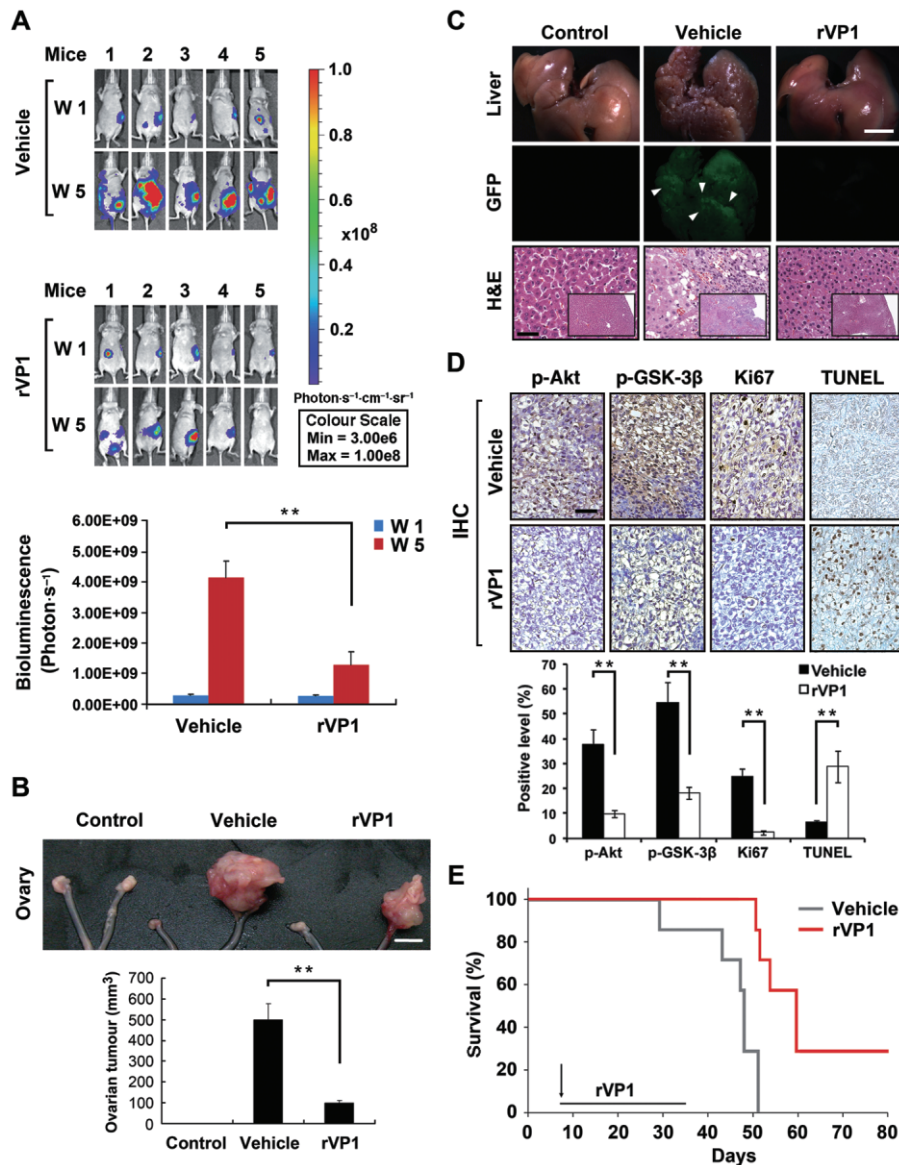 A
Mice 1 2 3 4 5
Vehicle
W 1
W 5
1.0
0.8
0.6
x10⁸
0.4
0.2
Photon·s⁻¹·cm⁻²·sr⁻¹
Colour Scale
Min = 3.00e6
Max = 1.00e8
Mice 1 2 3 4 5
rVP1
W 1
W 5
Bioluminescence
(Photon·s⁻¹)
6.00E+09
5.00E+09
4.00E+09
3.00E+09
2.00E+09
1.00E+09
0.00E+00
**
W 1
W 5
Vehicle rVP1
B
Control Vehicle rVP1
Ovary
Ovarian tumour (mm³)
700
600
500
400
300
200
100
0
**
Control Vehicle rVP1
C
Control Vehicle rVP1
Liver
GFP
H&E
D
p-Akt p-GSK-3β Ki67 TUNEL
IHC
Vehicle
rVP1
Positive level (%)
70
60
50
40
30
20
10
0
** ** ** **
Vehicle
rVP1
p-Akt p-GSK-3β Ki67 TUNEL
E
Survival (%)
100
80
60
40
20
0
Vehicle
rVP1
rVP1
0 10 20 30 40 50 60 70 80
Days